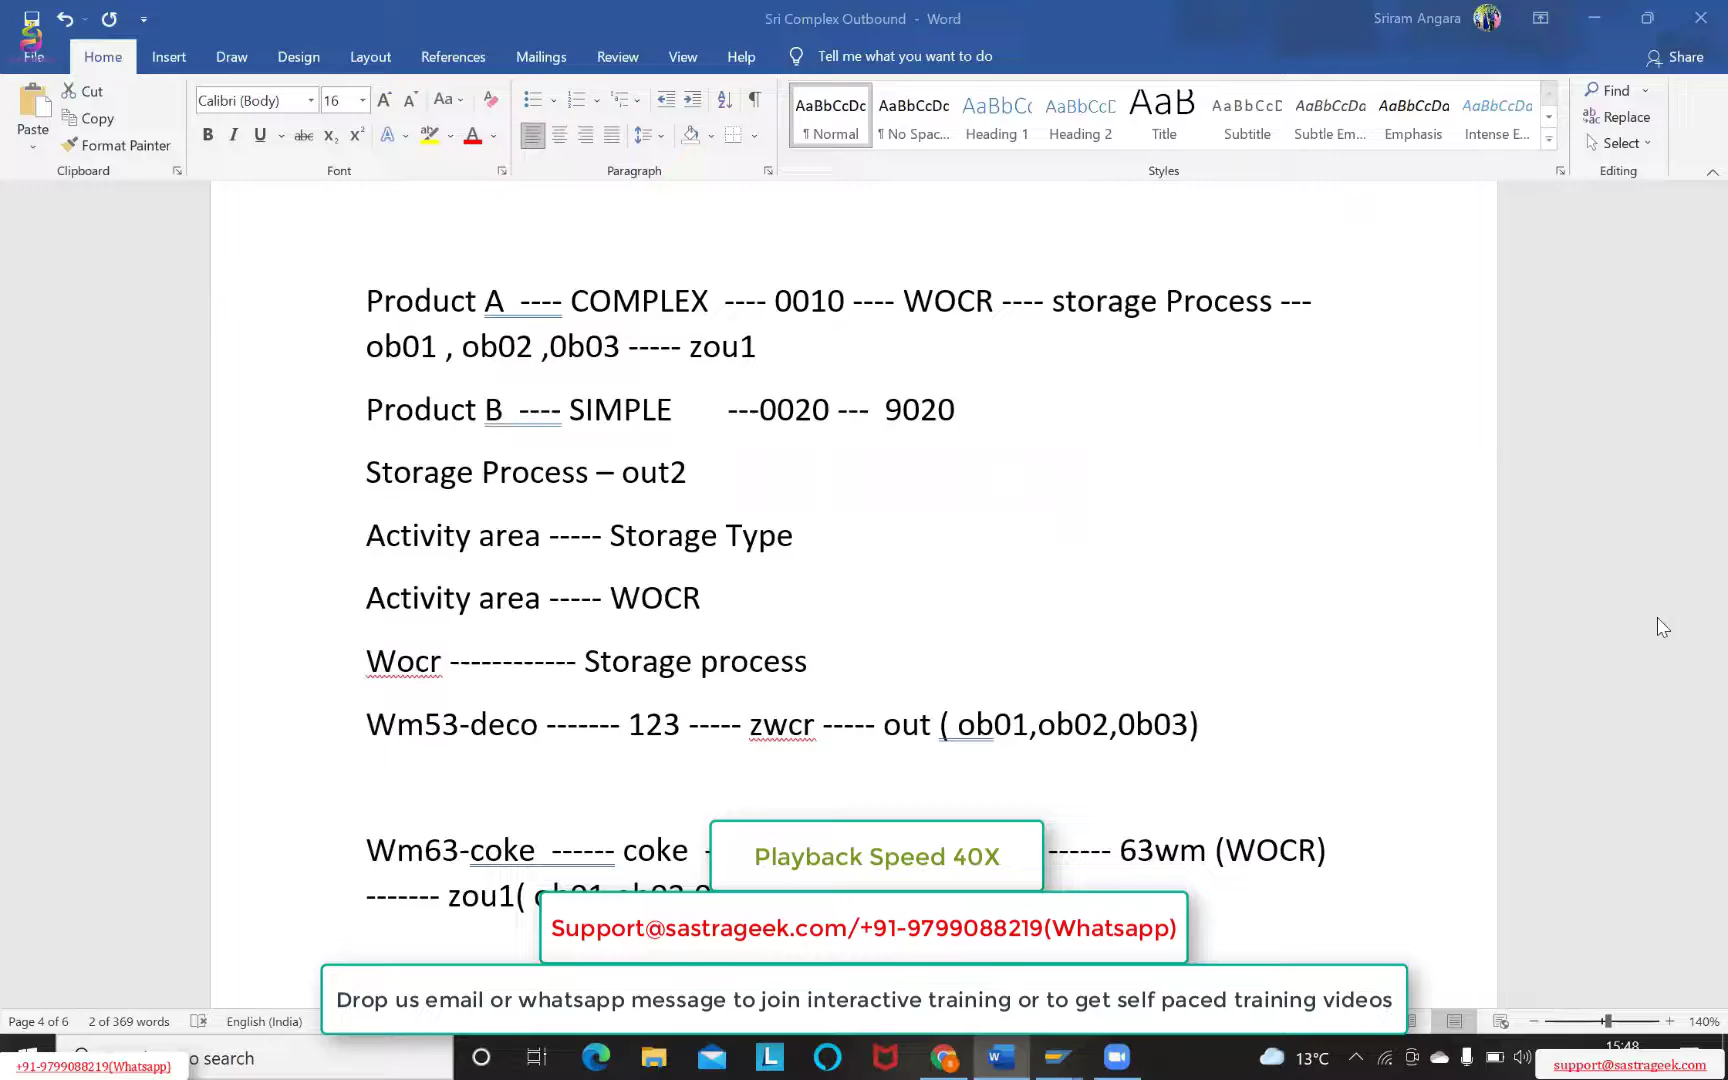 Sri Complex Outbound - Word
Sriram Angara
File Home Insert Draw Design Layout References Mailings Review View Help Tell me what you want to do Share
Paste
Cut
Copy
Format Painter
Clipboard
Calibri (Body) 16
Font
Paragraph
AaBbCcDc AaBbCcDc AaBbC AaBbCcD AaB AaBbCcD AaBbCcDa AaBbCcDa AaBbCcDa
¶ Normal ¶ No Spac... Heading 1 Heading 2 Title Subtitle Subtle Em... Emphasis Intense E...
Styles
Find
Replace
Select
Editing
Product A ---- COMPLEX ---- 0010 ---- WOCR ---- storage Process ---
ob01 , ob02 ,0b03 ----- zou1
Product B ---- SIMPLE ---0020 --- 9020
Storage Process – out2
Activity area ----- Storage Type
Activity area ----- WOCR
Wocr ------------ Storage process
Wm53-deco ------- 123 ----- zwcr ----- out ( ob01,ob02,0b03)
Wm63-coke ------ coke - ------ 63wm (WOCR)
------- zou1(
Playback Speed 40X
Support@sastrageek.com/+91-9799088219(Whatsapp)
Drop us email or whatsapp message to join interactive training or to get self paced training videos
Page 4 of 6 2 of 369 words English (India) 140%
to search
13°C
15:48
+91-9799088219(Whatsapp)
support@sastrageek.com